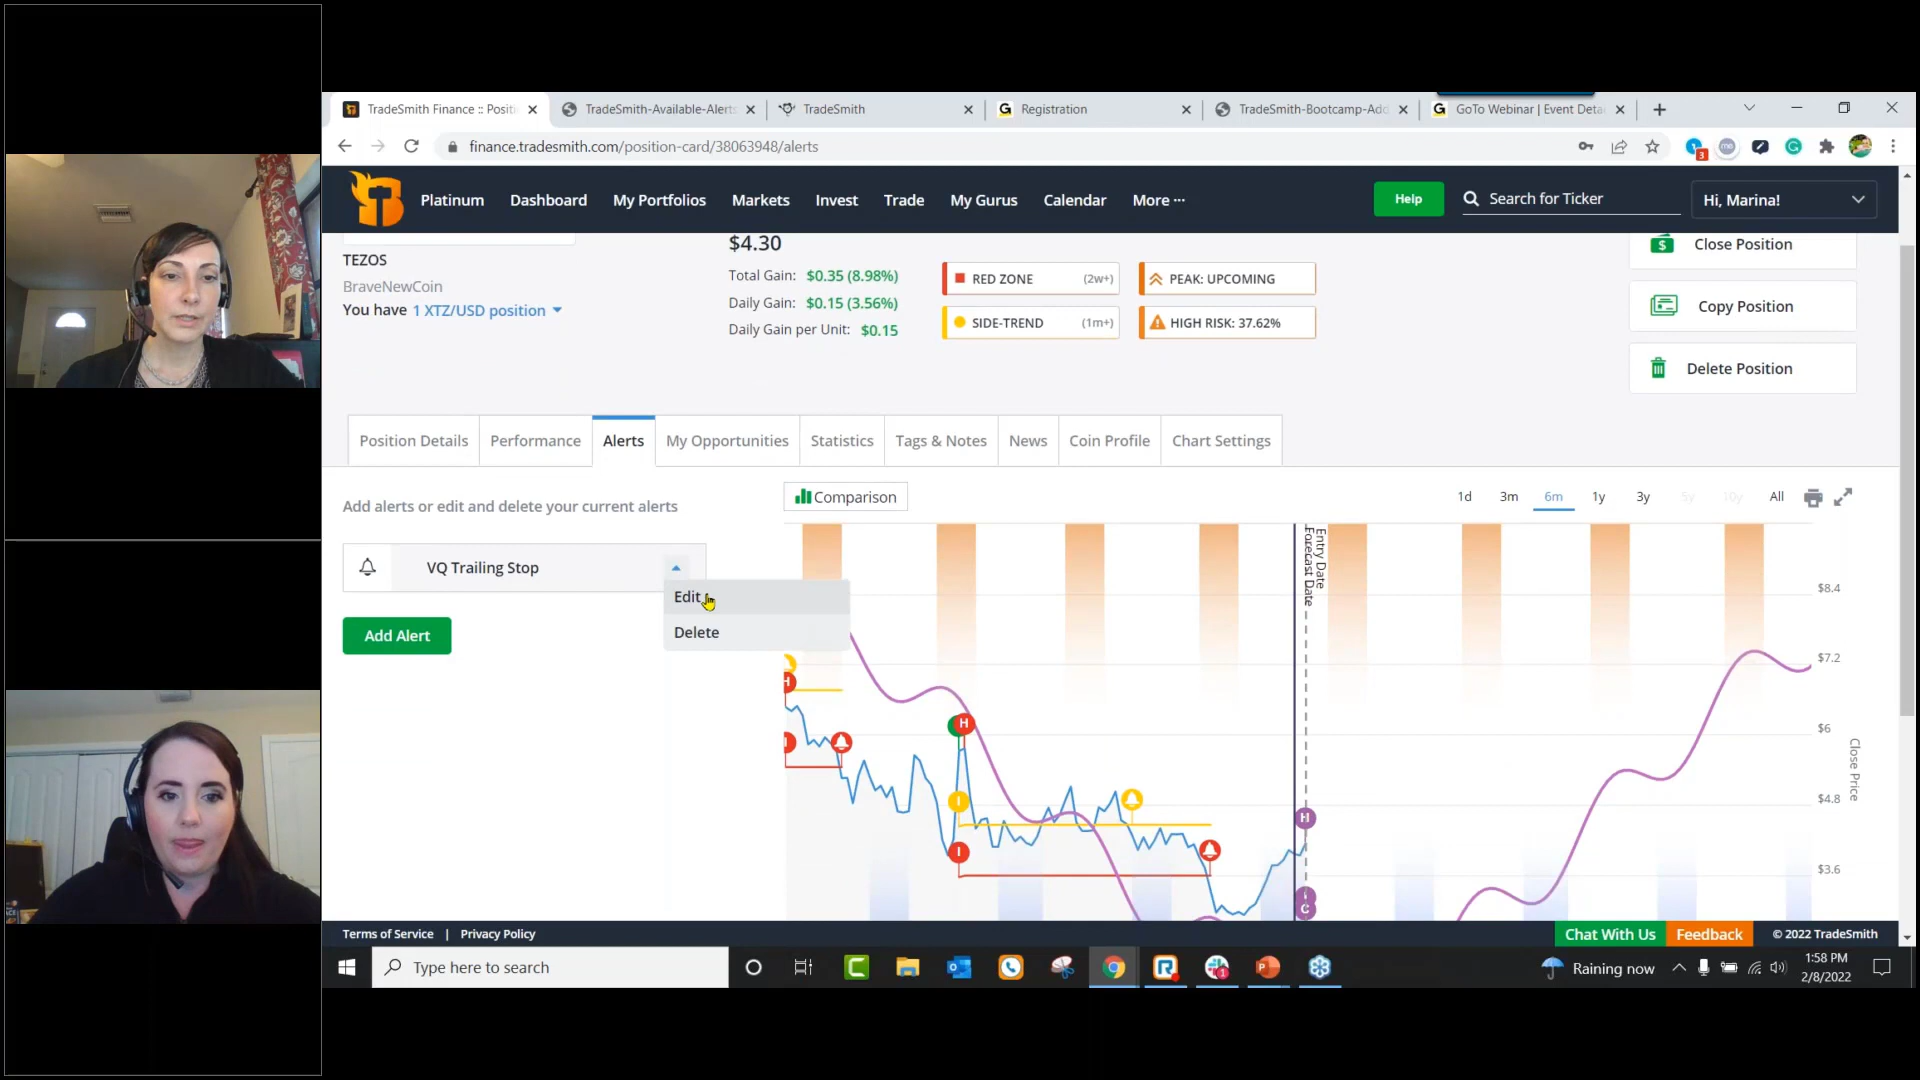 TradeSmith Finance :: Positi
TradeSmith-Available-Alerts
TradeSmith
Registration
TradeSmith-Bootcamp-Add
GoTo Webinar | Event Detai
finance.tradesmith.com/position-card/38063948/alerts
3
Platinum
Dashboard
My Portfolios
Markets
Invest
Trade
My Gurus
Calendar
More ···
Help
Search for Ticker
Hi, Marina!
TEZOS
BraveNewCoin
You have 1 XTZ/USD position
$4.30
Total Gain: $0.35 (8.98%)
Daily Gain: $0.15 (3.56%)
Daily Gain per Unit: $0.15
RED ZONE (2w+)
SIDE-TREND (1m+)
PEAK: UPCOMING
HIGH RISK: 37.62%
Close Position
Copy Position
Delete Position
Position Details
Performance
Alerts
My Opportunities
Statistics
Tags & Notes
News
Coin Profile
Chart Settings
Add alerts or edit and delete your current alerts
VQ Trailing Stop
Edit
Delete
Add Alert
Comparison
1d
3m
6m
1y
3y
5y
10y
All
Entry Date
Forecast Date
$8.4
$7.2
$6
$4.8
$3.6
Close Price
H
H
I
I
H
I
C
Terms of Service | Privacy Policy
Chat With Us
Feedback
© 2022 TradeSmith
Type here to search
Raining now
1:58 PM
2/8/2022